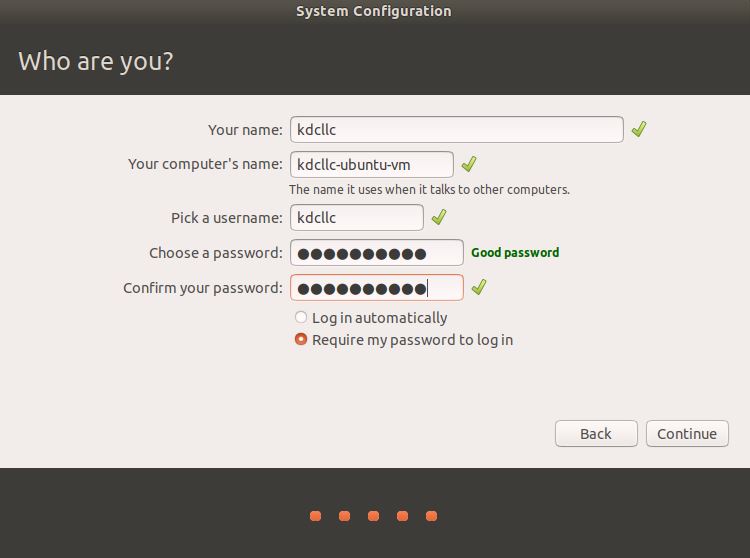 System Configuration
Who are you?
Your name: kdcllc
Your computer's name: kdcllc-ubuntu-vm
The name it uses when it talks to other computers.
Pick a username: kdcllc
Choose a password: ●●●●●●●●●● Good password
Confirm your password: ●●●●●●●●●●
Log in automatically
Require my password to log in
Back Continue